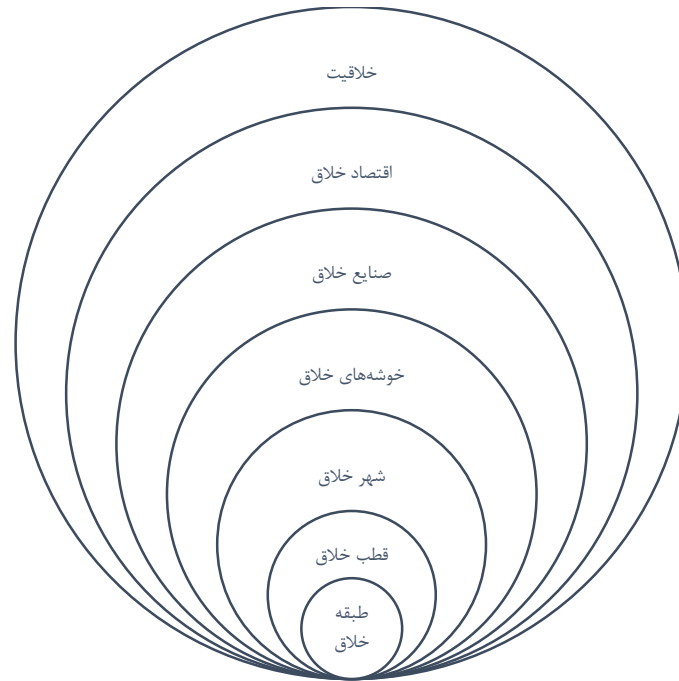 خلاقیت
اقتصاد خلاق
صنایع خلاق
خوشه‌های خلاق
شهر خلاق
قطب خلاق
طبقه
خلاق